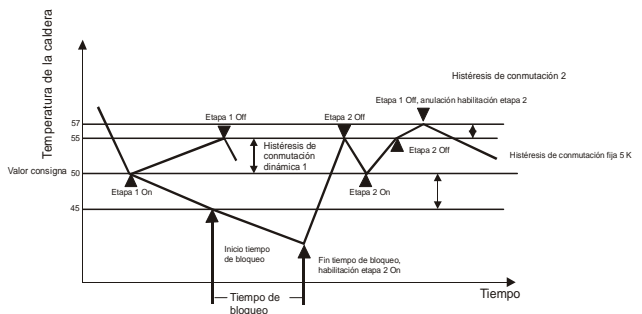 Temperatura de la caldera
Histéresis de conmutación 2
Etapa 1 Off, anulación habilitación etapa 2
57
Etapa 1 Off
Etapa 2 Off
55
Histéresis de
conmutación
dinámica 1
Etapa 2 Off
Histéresis de conmutación fija 5 K
Valor consigna
50
Etapa 1 On
Etapa 2 On
45
Inicio tiempo
de bloqueo
Fin tiempo de bloqueo,
habilitación etapa 2 On
Tiempo
Tiempo de
bloqueo